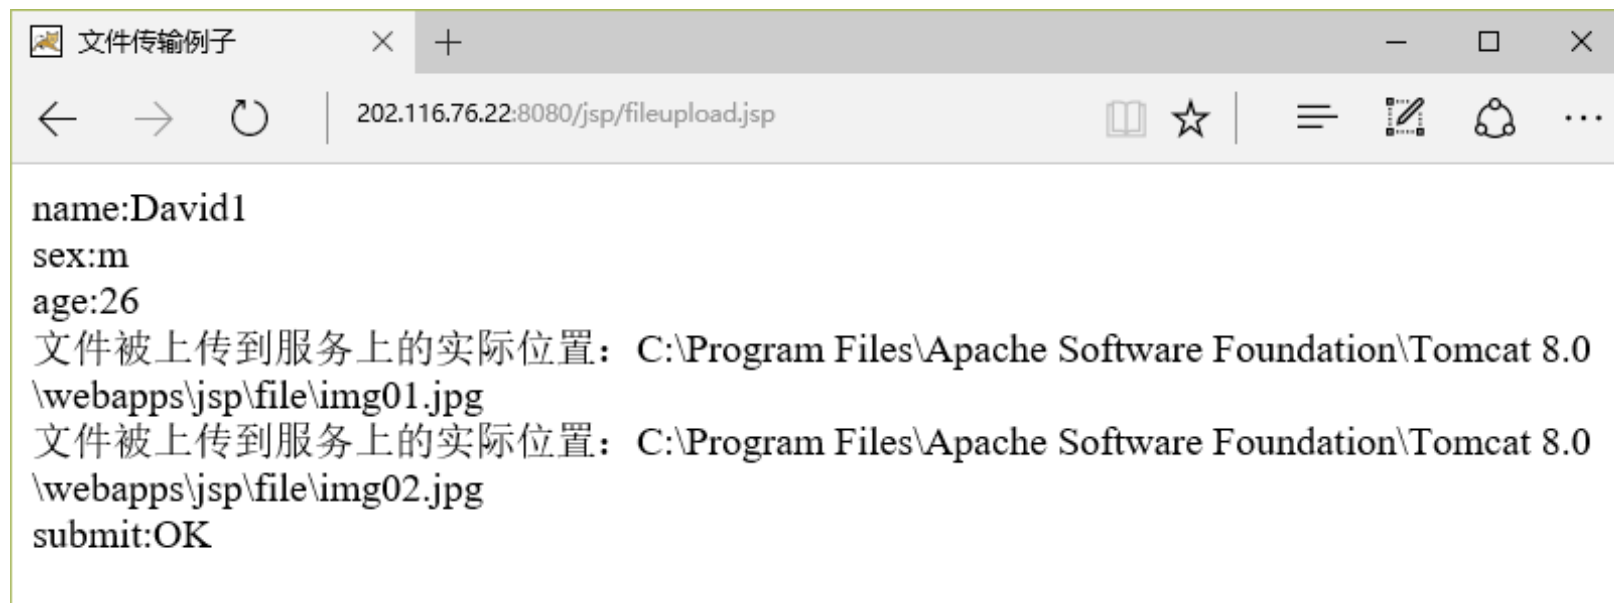 文件传输例子
202.116.76.22:8080/jsp/fileupload.jsp
name:David1
sex:m
age:26
文件被上传到服务上的实际位置：C:\Program Files\Apache Software Foundation\Tomcat 8.0
\webapps\jsp\file\img01.jpg
文件被上传到服务上的实际位置：C:\Program Files\Apache Software Foundation\Tomcat 8.0
\webapps\jsp\file\img02.jpg
submit:OK